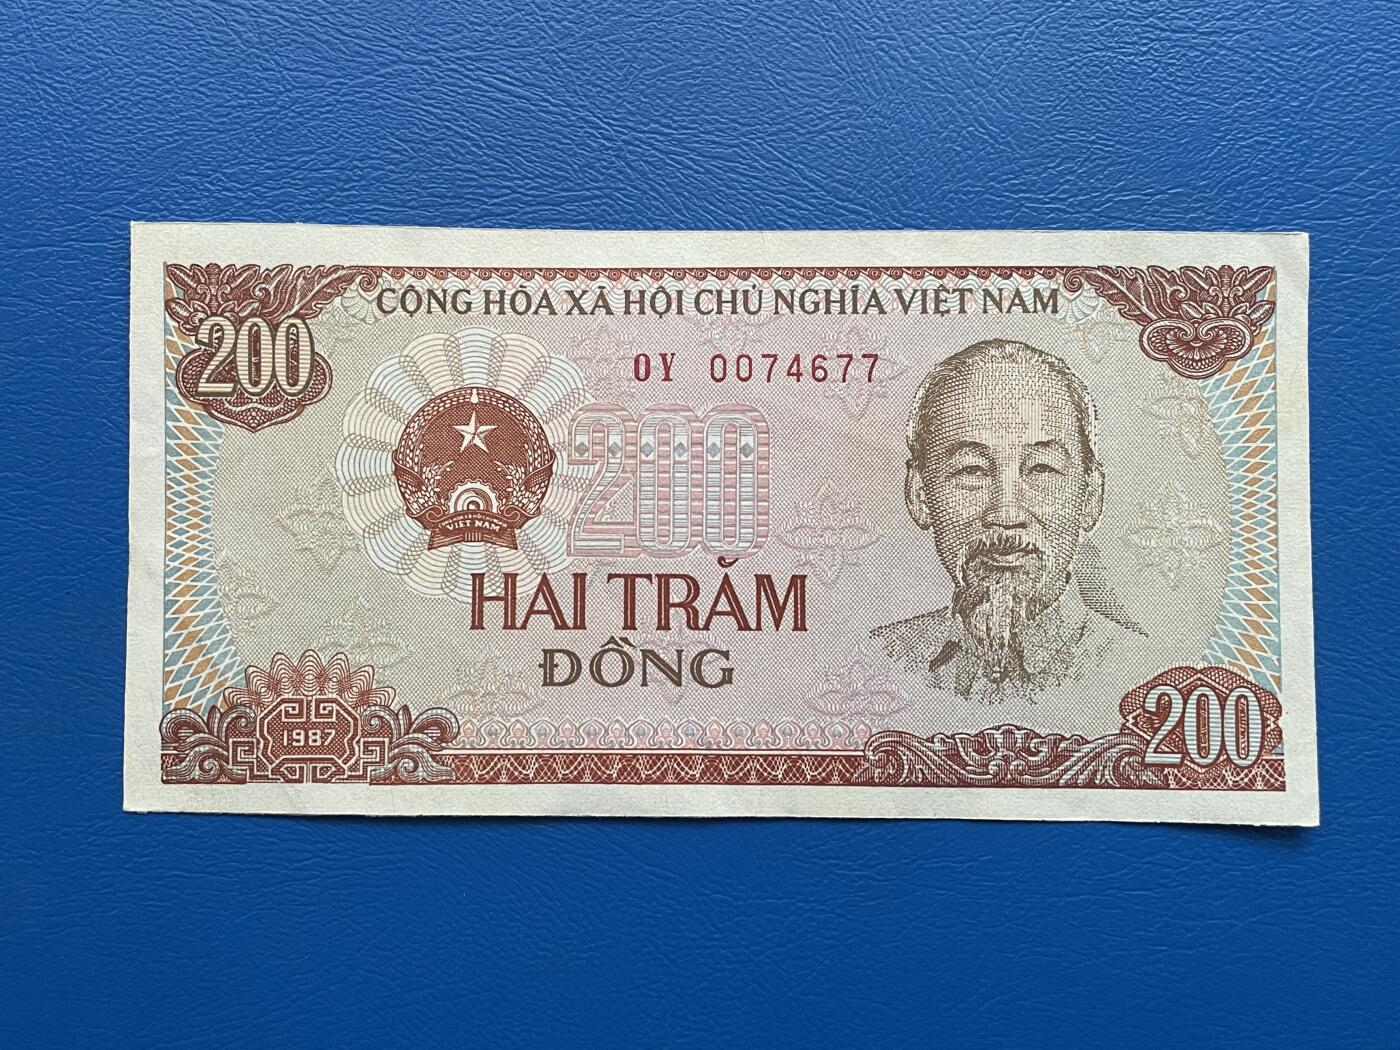 CỘNG HÒA XÃ HỘI CHỦ NGHĨA VIỆT NAM
200
OY 0074677
200
VIỆT NAM
HAI TRĂM
ĐỒNG
1987
200